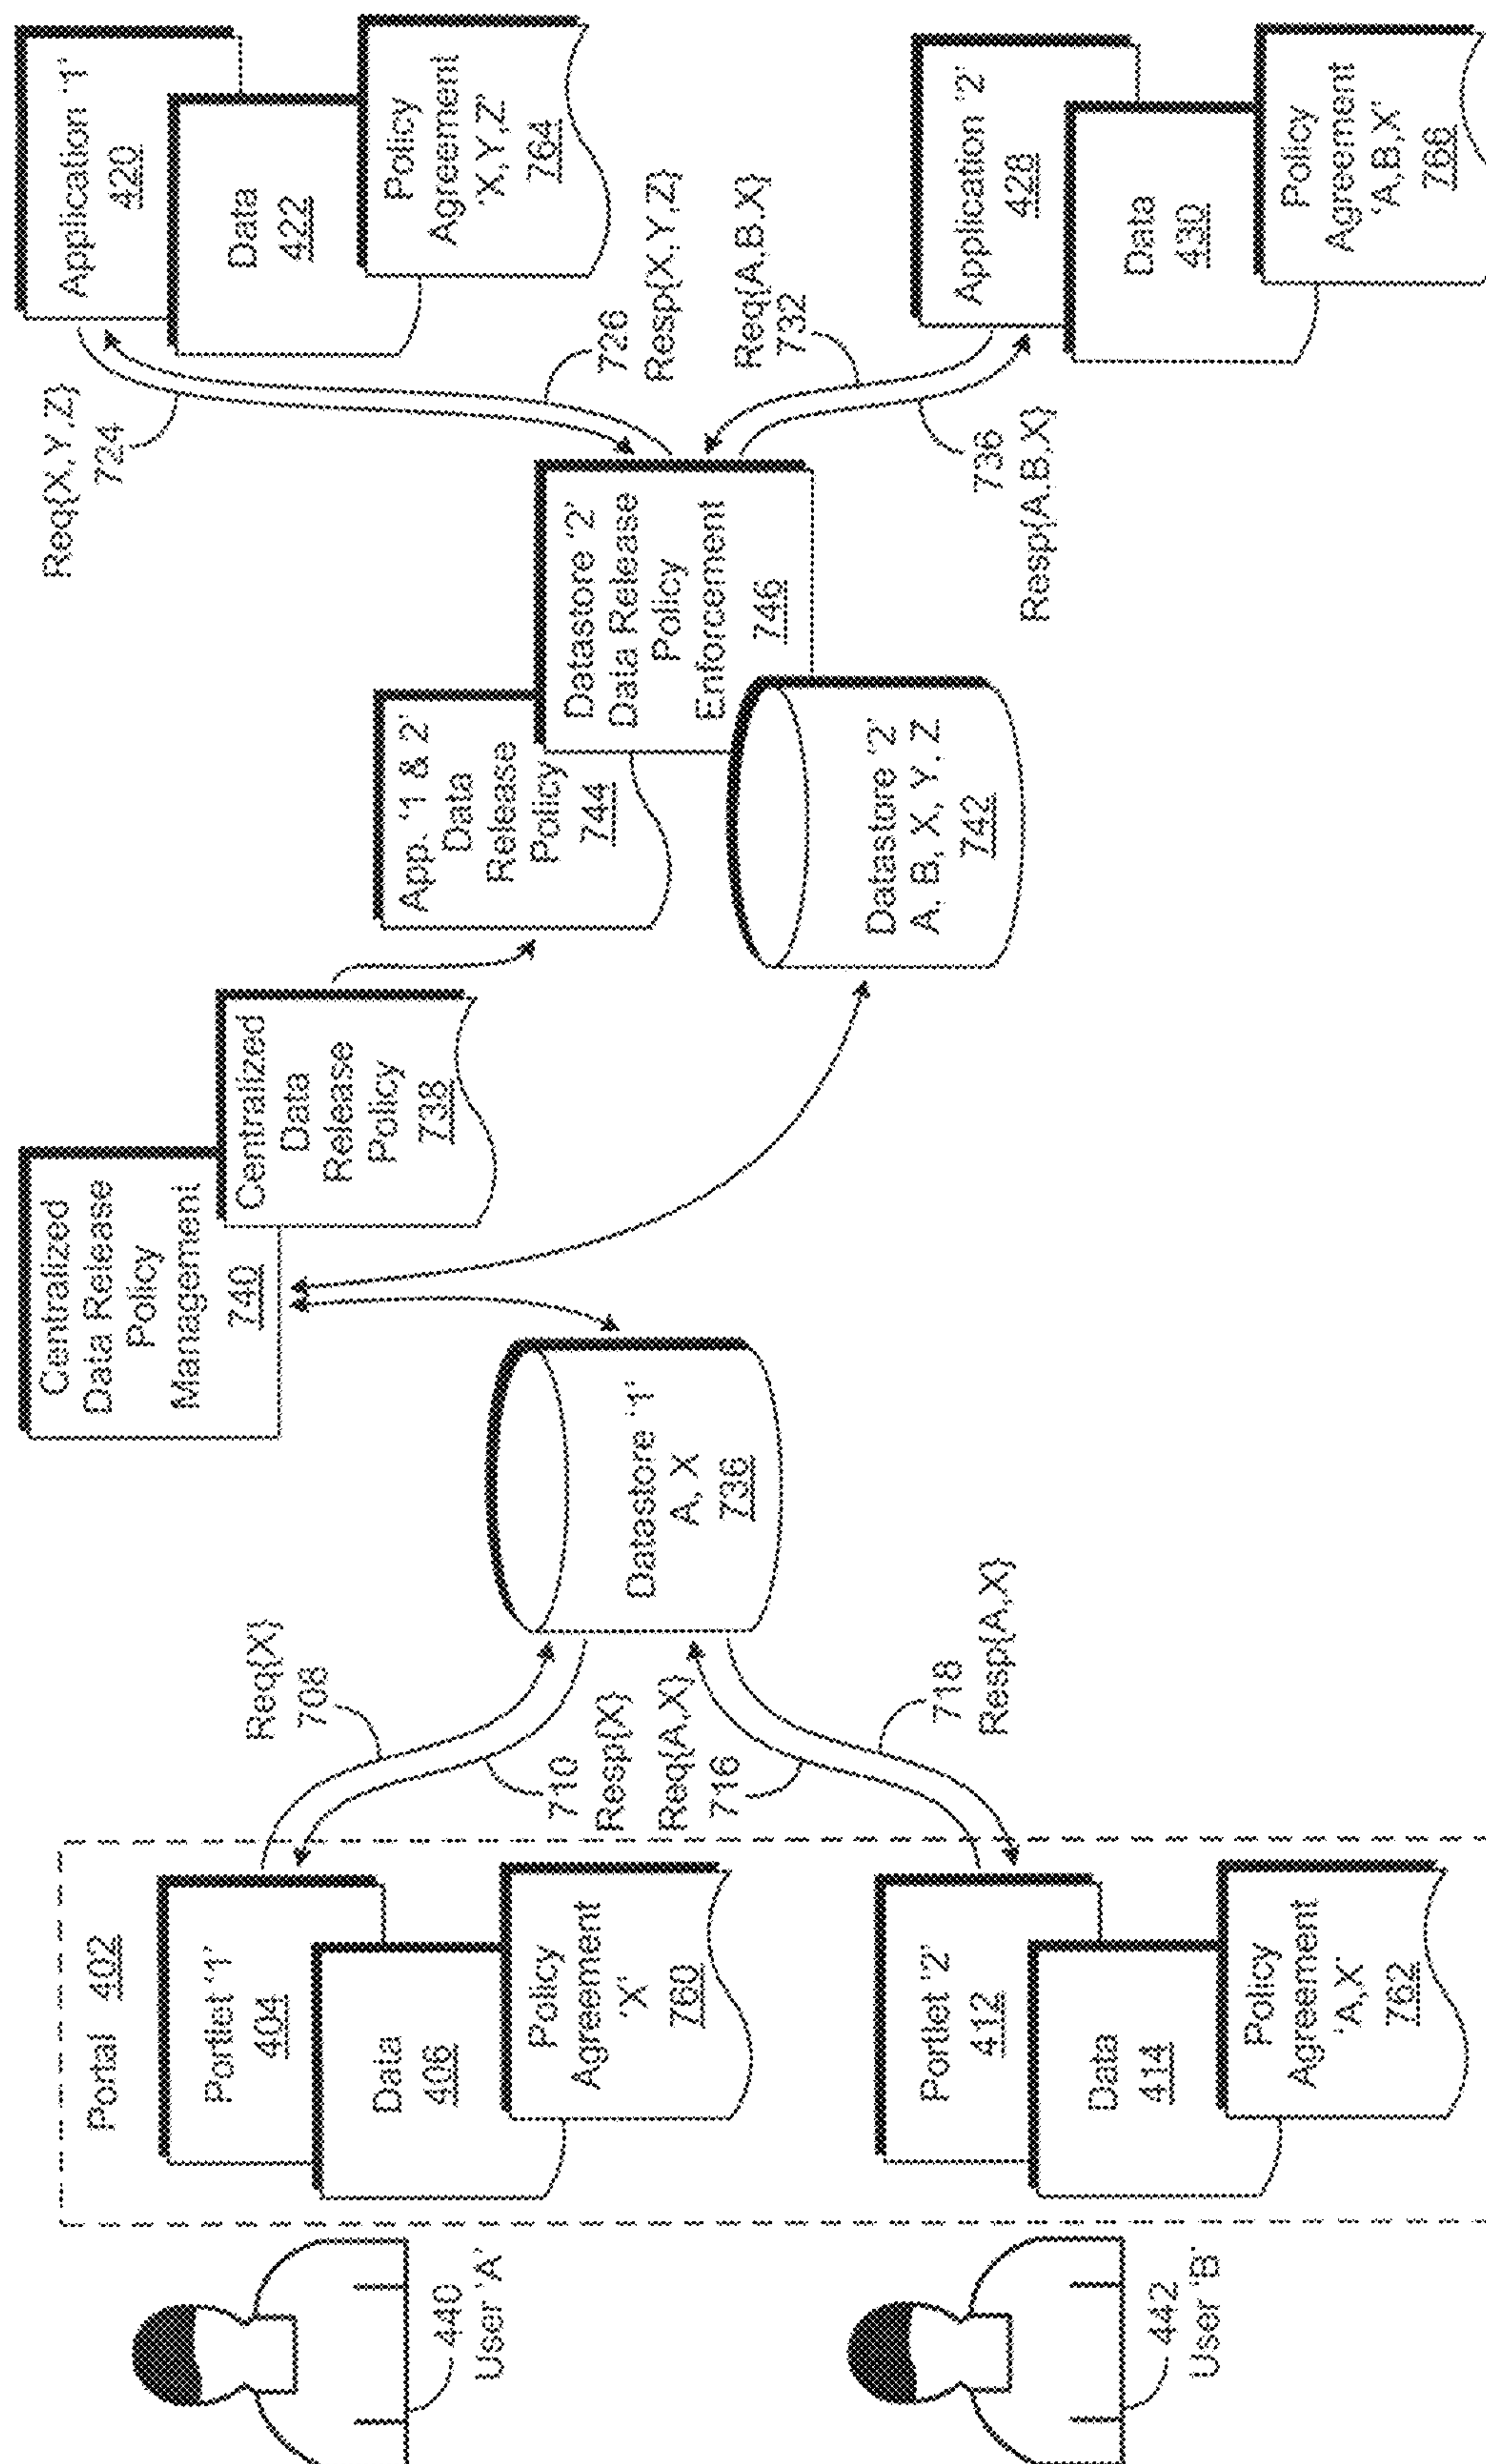 Portal 402
Portlet '1'
404
Data
406
Policy
Agreement
'X'
760
Portlet '2'
412
Data
414
Policy
Agreement
'A,X'
762
440
User 'A'
442
User 'B'
Req{X}
708
710
Resp{X}
Req{A,X}
716
718
Resp{A,X}
Datastore '1'
A, X
736
Centralized
Data Release
Policy
Management
740
Centralized
Data
Release
Policy
738
App. '1 & 2'
Data
Release
Policy
744
Datastore '2'
Data Release
Policy
Enforcement
746
Datastore '2'
A, B, X, Y, Z
742
Req{X,Y,Z}
724
726
Resp{X,Y,Z}
Req{A,B,X}
732
736
Resp{A,B,X}
Application '1'
420
Data
422
Policy
Agreement
'X,Y,Z'
764
Application '2'
428
Data
430
Policy
Agreement
'A,B,X'
766